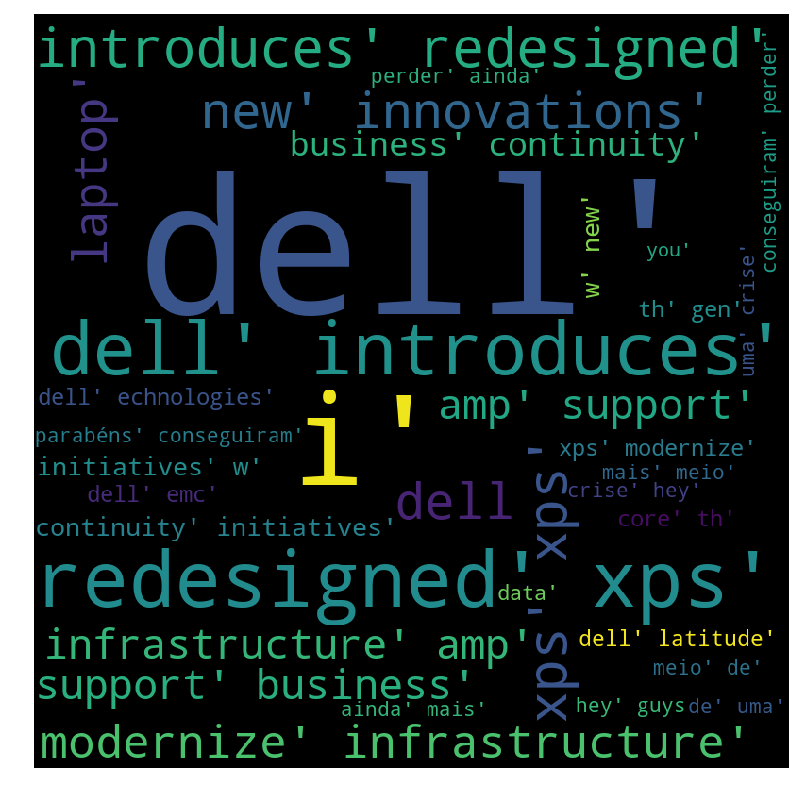 introduces' redesigned'
perder' ainda'
conseguiram' perder'
laptop'
new' innovations'
business' continuity'
dell'
w' new'
you'
uma' crise'
th' gen'
dell' introduces'
dell' echnologies'
i'
amp' support'
parabéns' conseguiram'
xps' modernize'
initiatives' w'
mais' meio'
dell' emc'
dell
xps'
crise' hey'
continuity' initiatives'
core' th'
redesigned' xps'
data'
infrastructure' amp'
xps'
dell' latitude'
support' business'
meio' de'
ainda' mais'
hey' guys
de' uma'
modernize' infrastructure'